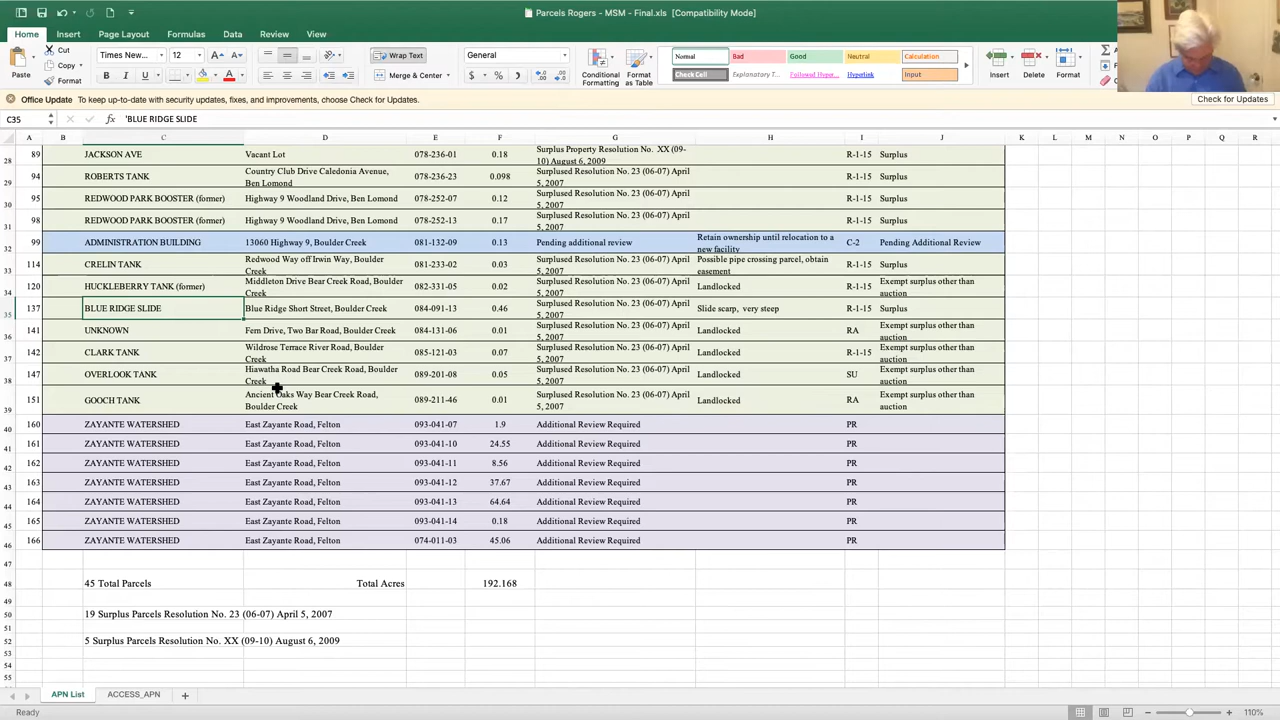 Parcels Rogers - MSM - Final.xls [Compatibility Mode]
Home Insert Page Layout Formulas Data Review View
Paste
Cut
Copy
Format
Times New... 12
B I U
Wrap Text
Merge & Center
General
$ % )
Conditional Formatting
Format as Table
Normal Bad Good Neutral Calculation
Check Cell Explanatory T... Followed Hyper... Hyperlink Input
Insert Delete Format
Office Update To keep up-to-date with security updates, fixes, and improvements, choose Check for Updates. Check for Updates
C35 fx 'BLUE RIDGE SLIDE
A B C D E F G H I J K L M N O P Q R
28 89 JACKSON AVE Vacant Lot 078-236-01 0.18 Surplus Property Resolution No. XX (09-10) August 6, 2009 R-1-15 Surplus
29 94 ROBERTS TANK Country Club Drive Caledonia Avenue, Ben Lomond 078-236-23 0.098 Surplused Resolution No. 23 (06-07) April 5, 2007 R-1-15 Surplus
30 95 REDWOOD PARK BOOSTER (former) Highway 9 Woodland Drive, Ben Lomond 078-252-07 0.12 Surplused Resolution No. 23 (06-07) April 5, 2007 R-1-15 Surplus
31 98 REDWOOD PARK BOOSTER (former) Highway 9 Woodland Drive, Ben Lomond 078-252-13 0.17 Surplused Resolution No. 23 (06-07) April 5, 2007 R-1-15 Surplus
32 99 ADMINISTRATION BUILDING 13060 Highway 9, Boulder Creek 081-132-09 0.13 Pending additional review Retain ownership until relocation to a new facility C-2 Pending Additional Review
33 114 CRELIN TANK Redwood Way off Irwin Way, Boulder Creek 081-233-02 0.03 Surplused Resolution No. 23 (06-07) April 5, 2007 Possible pipe crossing parcel, obtain easement R-1-15 Surplus
34 120 HUCKLEBERRY TANK (former) Middleton Drive Bear Creek Road, Boulder Creek 082-331-05 0.02 Surplused Resolution No. 23 (06-07) April 5, 2007 Landlocked R-1-15 Exempt surplus other than auction
35 137 BLUE RIDGE SLIDE Blue Ridge Short Street, Boulder Creek 084-091-13 0.46 Surplused Resolution No. 23 (06-07) April 5, 2007 Slide scarp, very steep R-1-15 Surplus
36 141 UNKNOWN Fern Drive, Two Bar Road, Boulder Creek 084-131-06 0.01 Surplused Resolution No. 23 (06-07) April 5, 2007 Landlocked RA Exempt surplus other than auction
37 142 CLARK TANK Wildrose Terrace River Road, Boulder Creek 085-121-03 0.07 Surplused Resolution No. 23 (06-07) April 5, 2007 Landlocked R-1-15 Exempt surplus other than auction
38 147 OVERLOOK TANK Hiawatha Road Bear Creek Road, Boulder Creek 089-201-08 0.05 Surplused Resolution No. 23 (06-07) April 5, 2007 Landlocked SU Exempt surplus other than auction
39 151 GOOCH TANK Ancient Oaks Way Bear Creek Road, Boulder Creek 089-211-46 0.01 Surplused Resolution No. 23 (06-07) April 5, 2007 Landlocked RA Exempt surplus other than auction
40 160 ZAYANTE WATERSHED East Zayante Road, Felton 093-041-07 1.9 Additional Review Required PR
41 161 ZAYANTE WATERSHED East Zayante Road, Felton 093-041-10 24.55 Additional Review Required PR
42 162 ZAYANTE WATERSHED East Zayante Road, Felton 093-041-11 8.56 Additional Review Required PR
43 163 ZAYANTE WATERSHED East Zayante Road, Felton 093-041-12 37.67 Additional Review Required PR
44 164 ZAYANTE WATERSHED East Zayante Road, Felton 093-041-13 64.64 Additional Review Required PR
45 165 ZAYANTE WATERSHED East Zayante Road, Felton 093-041-14 0.18 Additional Review Required PR
46 166 ZAYANTE WATERSHED East Zayante Road, Felton 074-011-03 45.06 Additional Review Required PR
47
48 45 Total Parcels Total Acres 192.168
49
50 19 Surplus Parcels Resolution No. 23 (06-07) April 5, 2007
51
52 5 Surplus Parcels Resolution No. XX (09-10) August 6, 2009
53
54
55
APN List ACCESS_APN +
Ready 110%